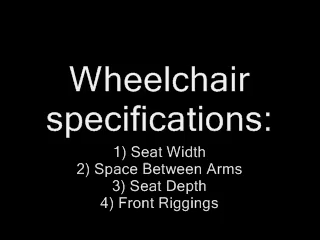 Wheelchair
specifications:
1) Seat Width
2) Space Between Arms
3) Seat Depth
4) Front Riggings